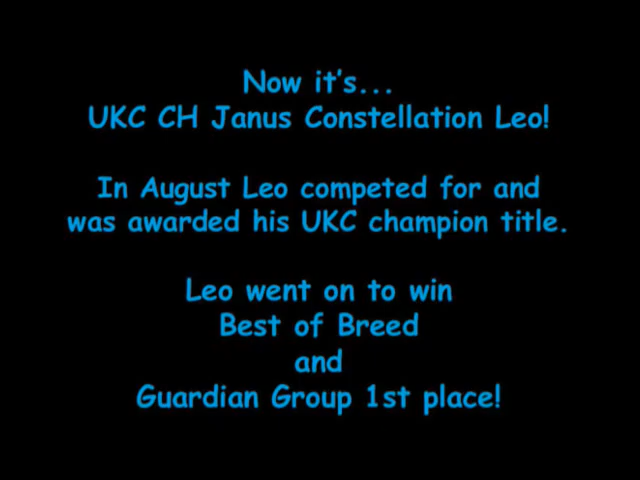 Now it's...
UKC CH Janus Constellation Leo!
In August Leo competed for and
was awarded his UKC champion title.
Leo went on to win
Best of Breed
and
Guardian Group 1st place!